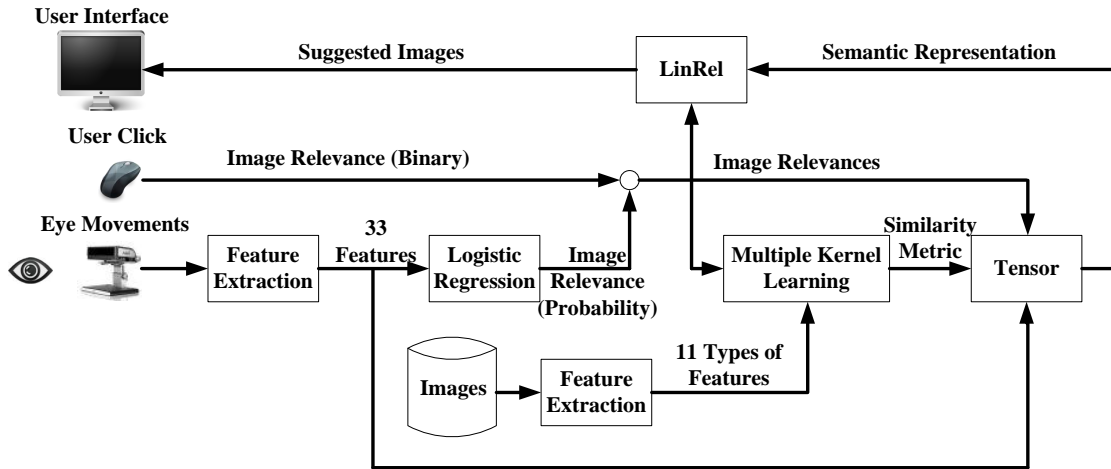 User Interface
Suggested Images
LinRel
Semantic Representation
User Click
Image Relevance (Binary)
Image Relevances
Eye Movements
33
Features
Feature
Extraction
Logistic
Regression
Image
Relevance
(Probability)
Multiple Kernel
Learning
Similarity
Metric
Tensor
Images
Feature
Extraction
11 Types of
Features